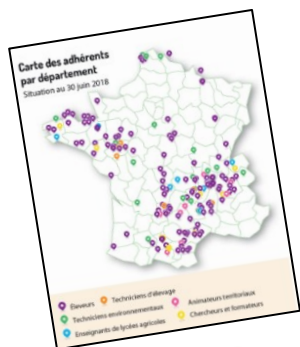 Carte des adhérents
par département
Situation au 30 juin 2018
Éleveurs
Techniciens d'élevage
Techniciens environnementaux
Animateurs territoriaux
Enseignants de lycées agricoles
Chercheurs et formateurs